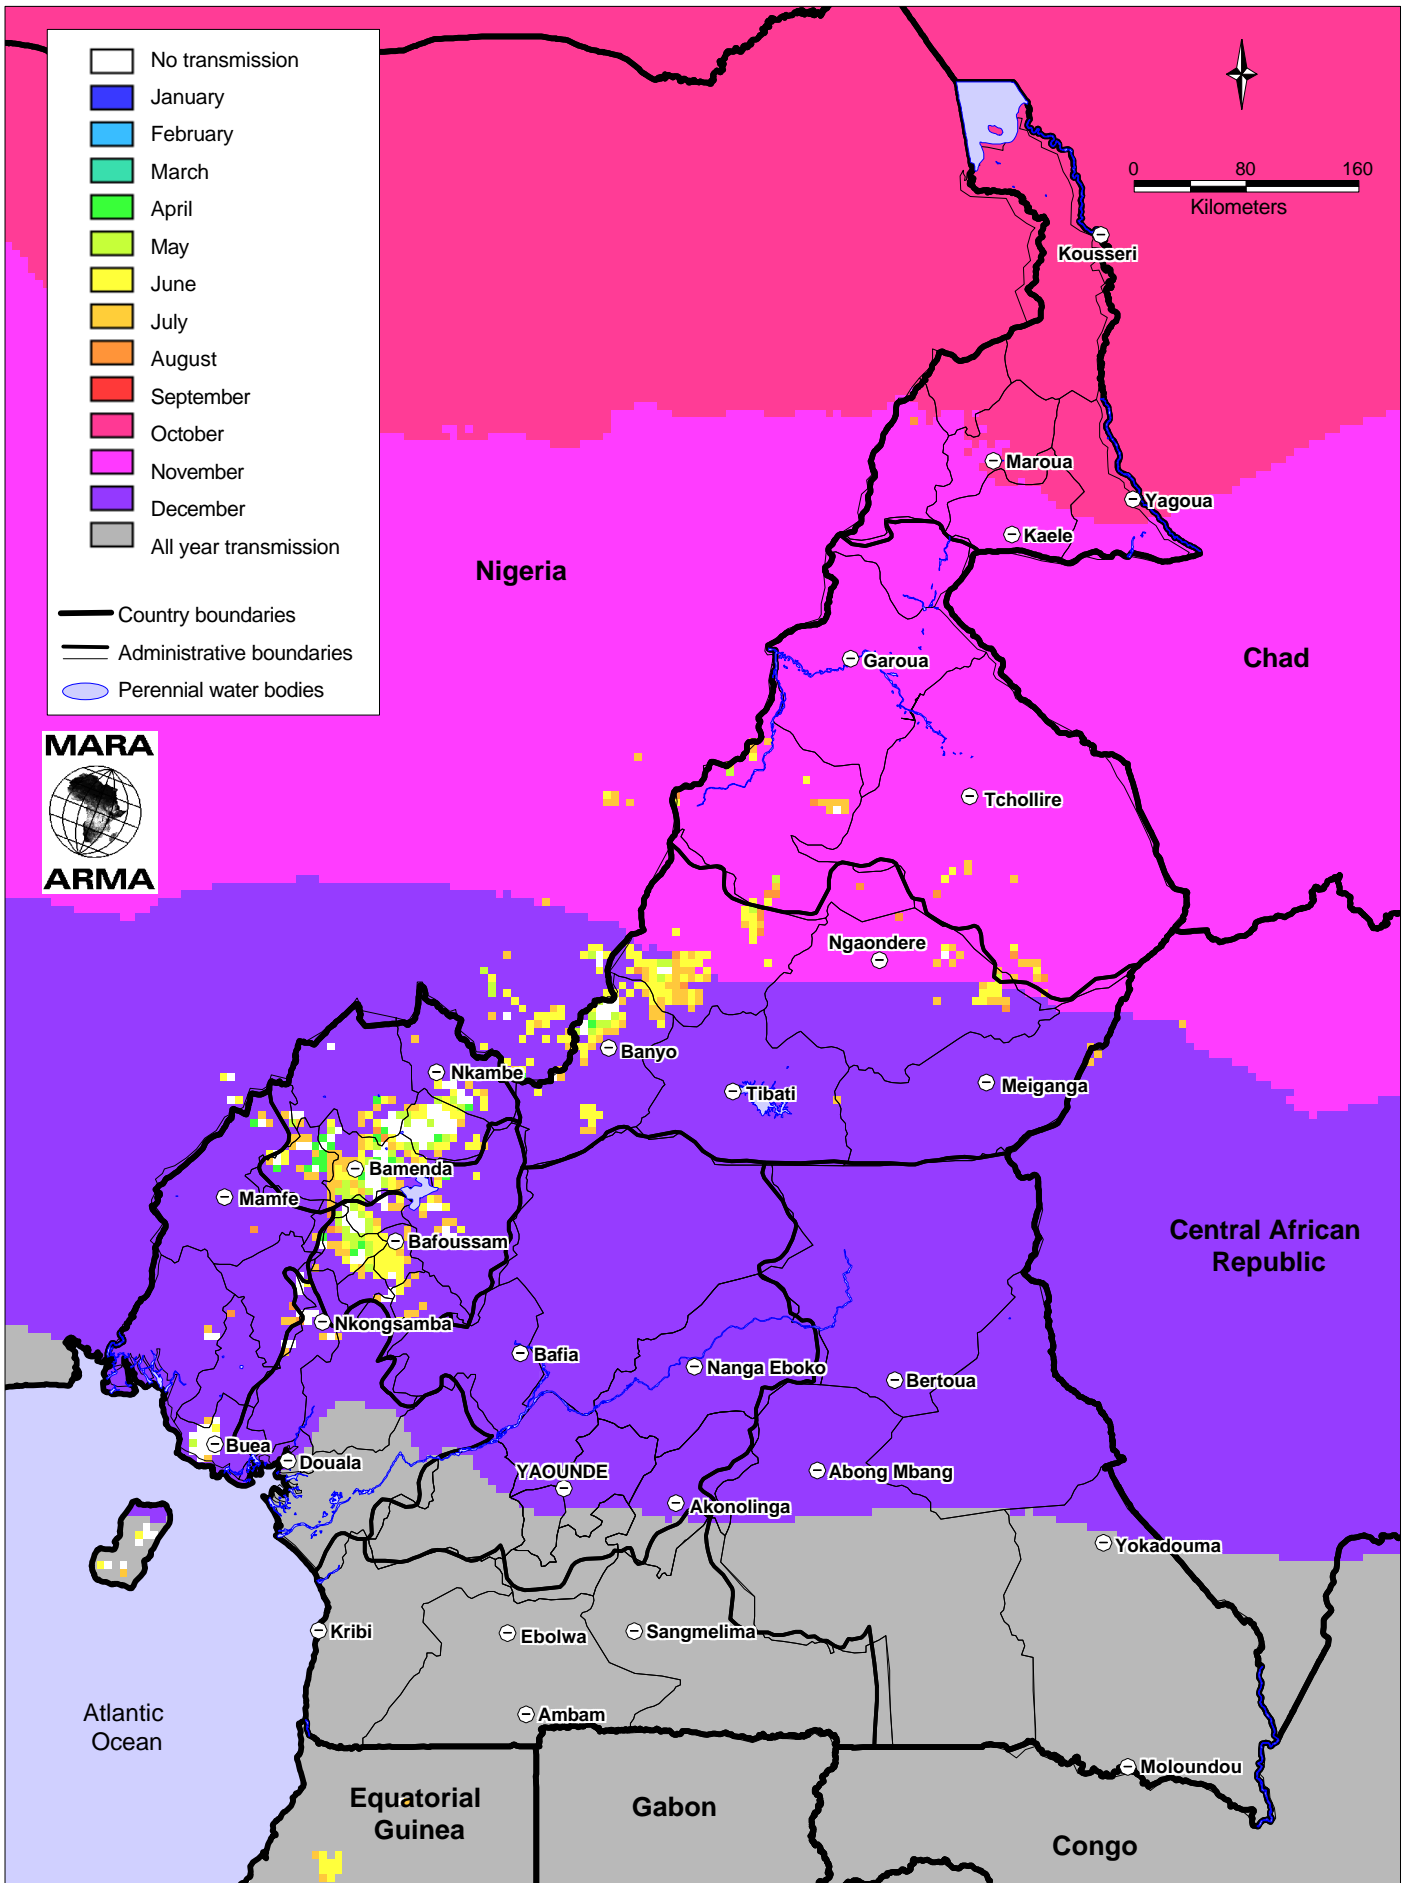 No transmission
January
February
March
April
May
June
July
August
September
October
November
December
All year transmission
Country boundaries
Administrative boundaries
Perennial water bodies
MARA
ARMA
0 80 160
Kilometers
Kousseri
Maroua
Yagoua
Kaele
Nigeria
Chad
Garoua
Tchollire
Ngaondere
Banyo
Nkambe
Tibati
Meiganga
Bamenda
Mamfe
Bafoussam
Central African
Republic
Nkongsamba
Bafia
Nanga Eboko
Bertoua
Buea
Douala
YAOUNDE
Abong Mbang
Akonolinga
Yokadouma
Kribi
Ebolwa
Sangmelima
Atlantic
Ocean
Ambam
Moloundou
Equatorial
Guinea
Gabon
Congo